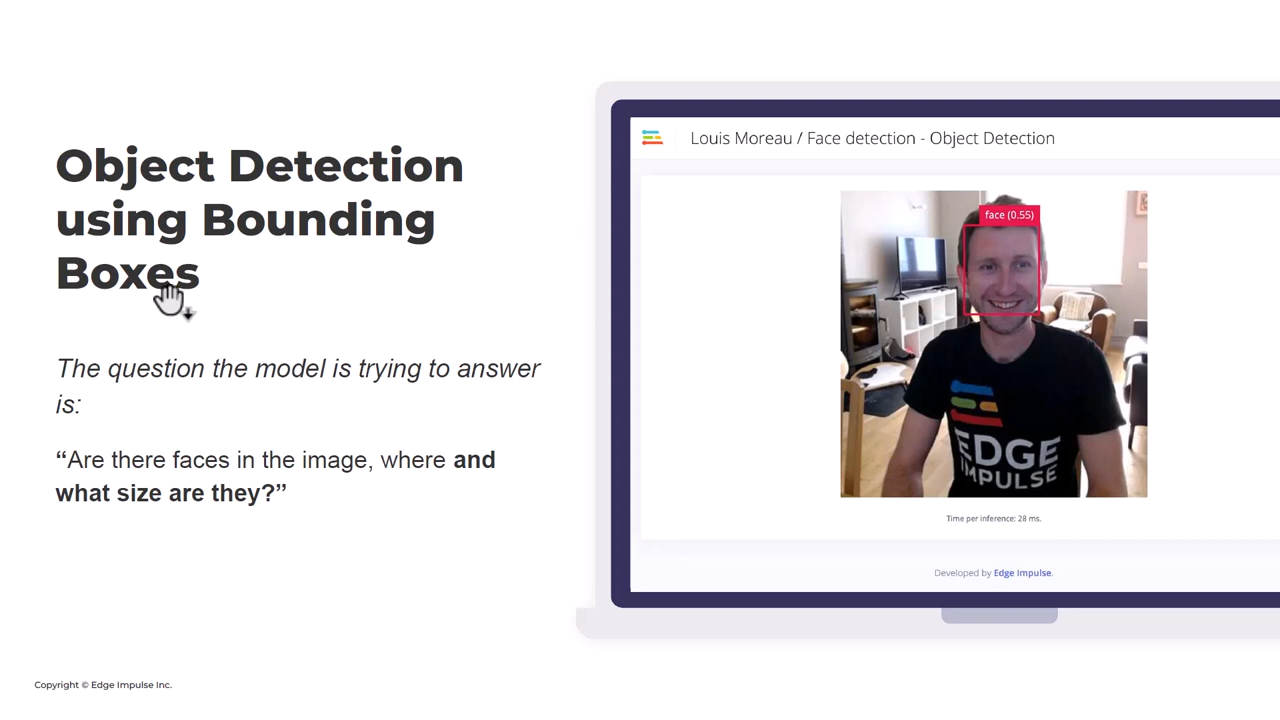 Object Detection
using Bounding
Boxes
The question the model is trying to answer
is:
“Are there faces in the image, where and
what size are they?”
Louis Moreau / Face detection - Object Detection
face (0.55)
EDGE
IMPULSE
Time per inference: 28 ms.
Developed by Edge Impulse.
Copyright © Edge Impulse Inc.